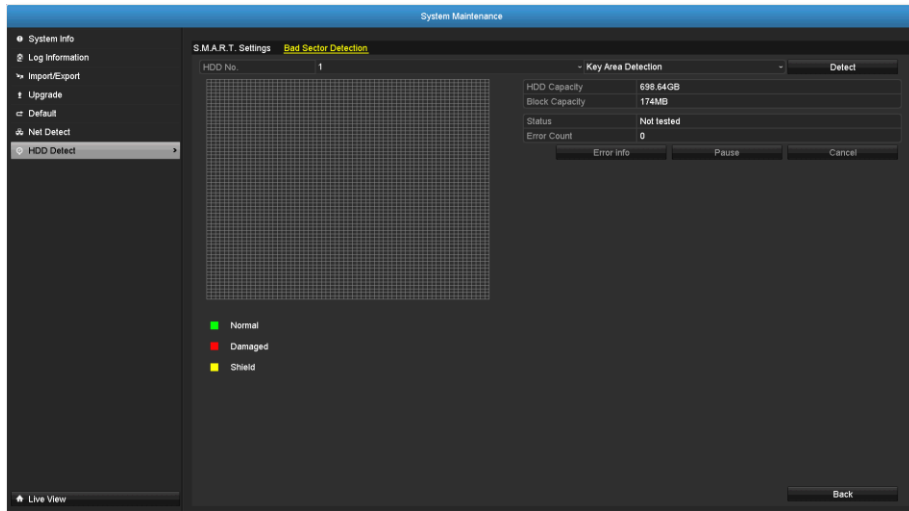 System Maintenance
System Info
Log Information
Import/Export
Upgrade
Default
Net Detect
HDD Detect
Live View
S.M.A.R.T. Settings Bad Sector Detection
HDD No. 1 Key Area Detection Detect
HDD Capacity 698.64GB
Block Capacity 174MB
Status Not tested
Error Count 0
Error info Pause Cancel
Normal
Damaged
Shield
Back